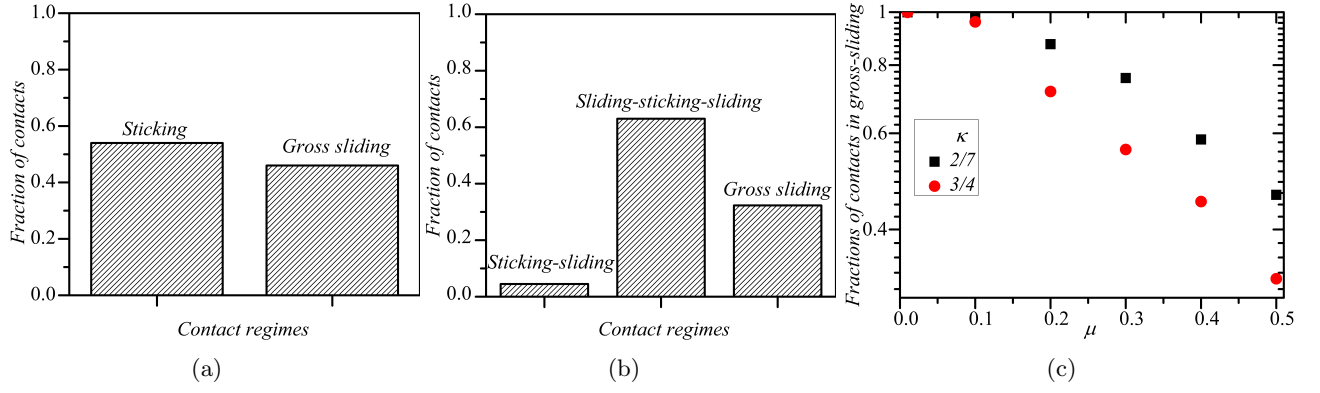 1.0
0.8
0.6
0.4
0.2
0.0
Fraction of contacts
Sticking
Gross sliding
Contact regimes
(a)
1.0
0.8
0.6
0.4
0.2
0.0
Fraction of contacts
Sticking-sliding
Sliding-sticking-sliding
Gross sliding
Contact regimes
(b)
1
0.8
0.6
0.4
Fractions of contacts in gross-sliding
κ
2/7
3/4
0.0 0.1 0.2 0.3 0.4 0.5
μ
(c)